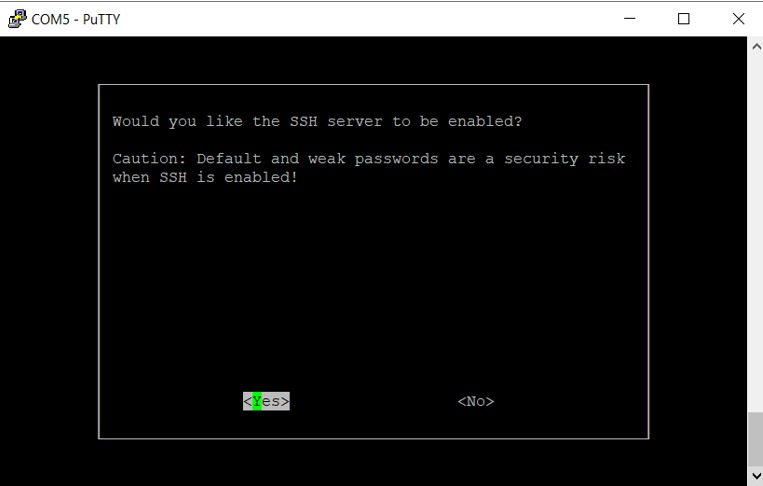 COM5 - PuTTY
Would you like the SSH server to be enabled?
Caution: Default and weak passwords are a security risk
when SSH is enabled!
<Yes> <No>